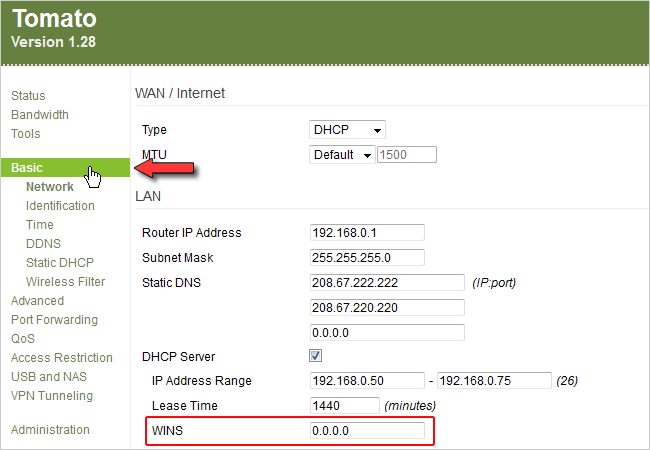 Tomato
Version 1.28
Status
Bandwidth
Tools
Basic
Network
Identification
Time
DDNS
Static DHCP
Wireless Filter
Advanced
Port Forwarding
QoS
Access Restriction
USB and NAS
VPN Tunneling
Administration
WAN / Internet
Type DHCP
MTU Default 1500
LAN
Router IP Address 192.168.0.1
Subnet Mask 255.255.255.0
Static DNS 208.67.222.222 (IP:port)
208.67.220.220
0.0.0.0
DHCP Server
IP Address Range 192.168.0.50 - 192.168.0.75 (26)
Lease Time 1440 (minutes)
WINS 0.0.0.0